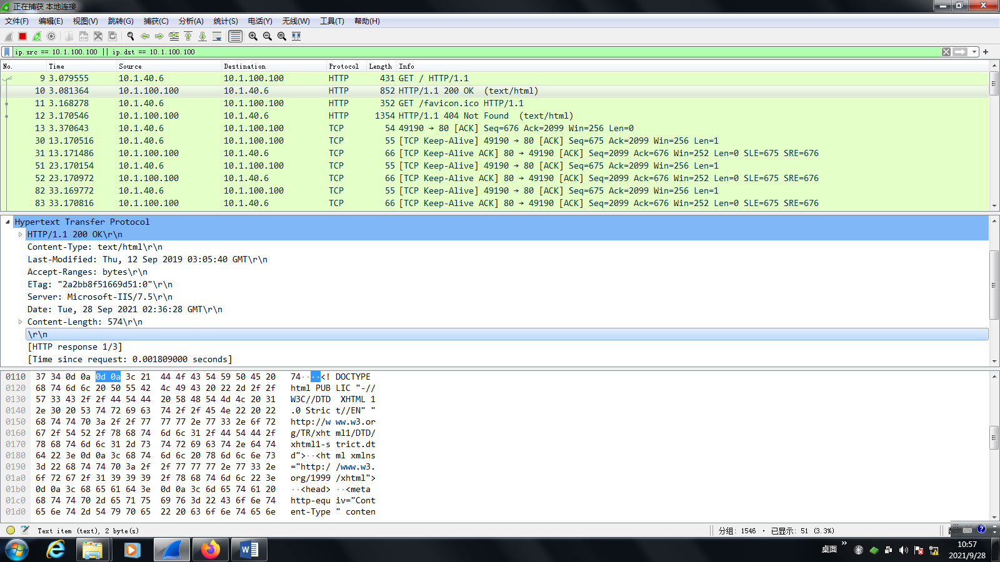 正在捕获 本地连接
文件(F) 编辑(E) 视图(V) 跳转(G) 捕获(C) 分析(A) 统计(S) 电话(Y) 无线(W) 工具(T) 帮助(H)
ip.src == 10.1.100.100 || ip.dst == 10.1.100.100
No. Time Source Destination Protocol Length Info
9 3.079555 10.1.40.6 10.1.100.100 HTTP 431 GET / HTTP/1.1
10 3.081364 10.1.100.100 10.1.40.6 HTTP 852 HTTP/1.1 200 OK (text/html)
11 3.168278 10.1.40.6 10.1.100.100 HTTP 352 GET /favicon.ico HTTP/1.1
12 3.170546 10.1.100.100 10.1.40.6 HTTP 1354 HTTP/1.1 404 Not Found (text/html)
13 3.370643 10.1.40.6 10.1.100.100 TCP 54 49190 → 80 [ACK] Seq=676 Ack=2099 Win=256 Len=0
30 13.170516 10.1.40.6 10.1.100.100 TCP 55 [TCP Keep-Alive] 49190 → 80 [ACK] Seq=675 Ack=2099 Win=256 Len=1
31 13.171486 10.1.100.100 10.1.40.6 TCP 66 [TCP Keep-Alive ACK] 80 → 49190 [ACK] Seq=2099 Ack=676 Win=252 Len=0 SLE=675 SRE=676
51 23.170154 10.1.40.6 10.1.100.100 TCP 55 [TCP Keep-Alive] 49190 → 80 [ACK] Seq=675 Ack=2099 Win=256 Len=1
52 23.170972 10.1.100.100 10.1.40.6 TCP 66 [TCP Keep-Alive ACK] 80 → 49190 [ACK] Seq=2099 Ack=676 Win=252 Len=0 SLE=675 SRE=676
82 33.169772 10.1.40.6 10.1.100.100 TCP 55 [TCP Keep-Alive] 49190 → 80 [ACK] Seq=675 Ack=2099 Win=256 Len=1
83 33.170816 10.1.100.100 10.1.40.6 TCP 66 [TCP Keep-Alive ACK] 80 → 49190 [ACK] Seq=2099 Ack=676 Win=252 Len=0 SLE=675 SRE=676
Hypertext Transfer Protocol
HTTP/1.1 200 OK\r\n
Content-Type: text/html\r\n
Last-Modified: Thu, 12 Sep 2019 03:05:40 GMT\r\n
Accept-Ranges: bytes\r\n
ETag: "2a2bb8f51669d51:0"\r\n
Server: Microsoft-IIS/7.5\r\n
Date: Tue, 28 Sep 2021 02:36:28 GMT\r\n
Content-Length: 574\r\n
\r\n
[HTTP response 1/3]
[Time since request: 0.001809000 seconds]
0110 37 34 0d 0a 0d 0a 3c 21 44 4f 43 54 59 50 45 20 74····<! DOCTYPE
0120 68 74 6d 6c 20 50 55 42 4c 49 43 20 22 2d 2f 2f html PUB LIC "-//
0130 57 33 43 2f 2f 44 54 44 20 58 48 54 4d 4c 20 31 W3C//DTD XHTML 1
0140 2e 30 20 53 74 72 69 63 74 2f 2f 45 4e 22 20 22 .0 Stric t//EN" "
0150 68 74 74 70 3a 2f 2f 77 77 77 2e 77 33 2e 6f 72 http://w ww.w3.or
0160 67 2f 54 52 2f 78 68 74 6d 6c 31 2f 44 54 44 2f g/TR/xht ml1/DTD/
0170 78 68 74 6d 6c 31 2d 73 74 72 69 63 74 2e 64 74 xhtml1-s trict.dt
0180 64 22 3e 0d 0a 3c 68 74 6d 6c 20 78 6d 6c 6e 73 d">··<ht ml xmlns
0190 3d 22 68 74 74 70 3a 2f 2f 77 77 77 2e 77 33 2e ="http:/ /www.w3.
01a0 6f 72 67 2f 31 39 39 39 2f 78 68 74 6d 6c 22 3e org/1999 /xhtml">
01b0 0d 0a 3c 68 65 61 64 3e 0d 0a 3c 6d 65 74 61 20 ··<head> ··<meta
01c0 68 74 74 70 2d 65 71 75 69 76 3d 22 43 6f 6e 74 http-equ iv="Cont
01d0 65 6e 74 2d 54 79 70 65 22 20 63 6f 6e 74 65 6e ent-Type " conten
Text item (text), 2 byte(s)
分组: 1546 · 已显示: 51 (3.3%)
桌面
10:57
2021/9/28